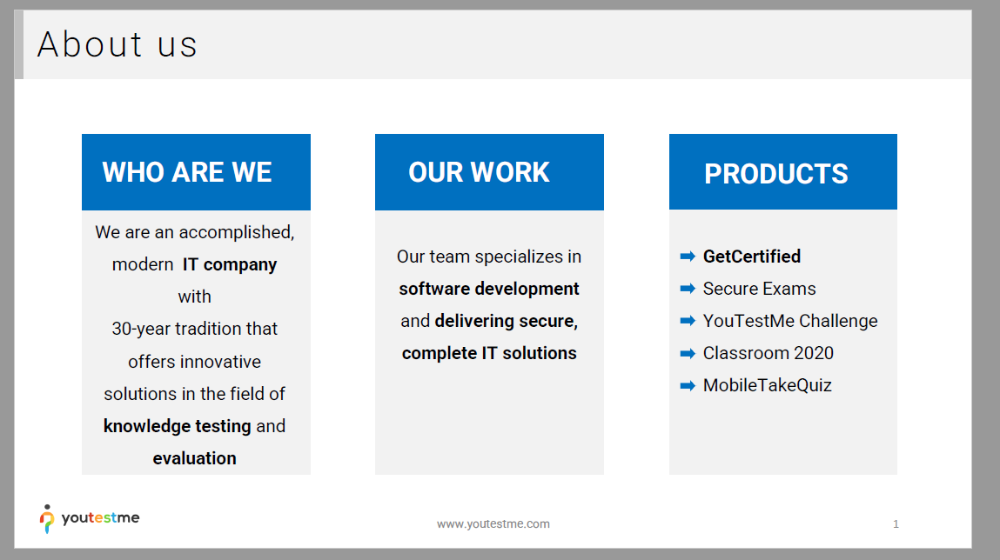 About us
WHO ARE WE
We are an accomplished,
modern IT company
with
30-year tradition that
offers innovative
solutions in the field of
knowledge testing and
evaluation
OUR WORK
Our team specializes in
software development
and delivering secure,
complete IT solutions
PRODUCTS
GetCertified
Secure Exams
YouTestMe Challenge
Classroom 2020
MobileTakeQuiz
youtestme
www.youtestme.com
1